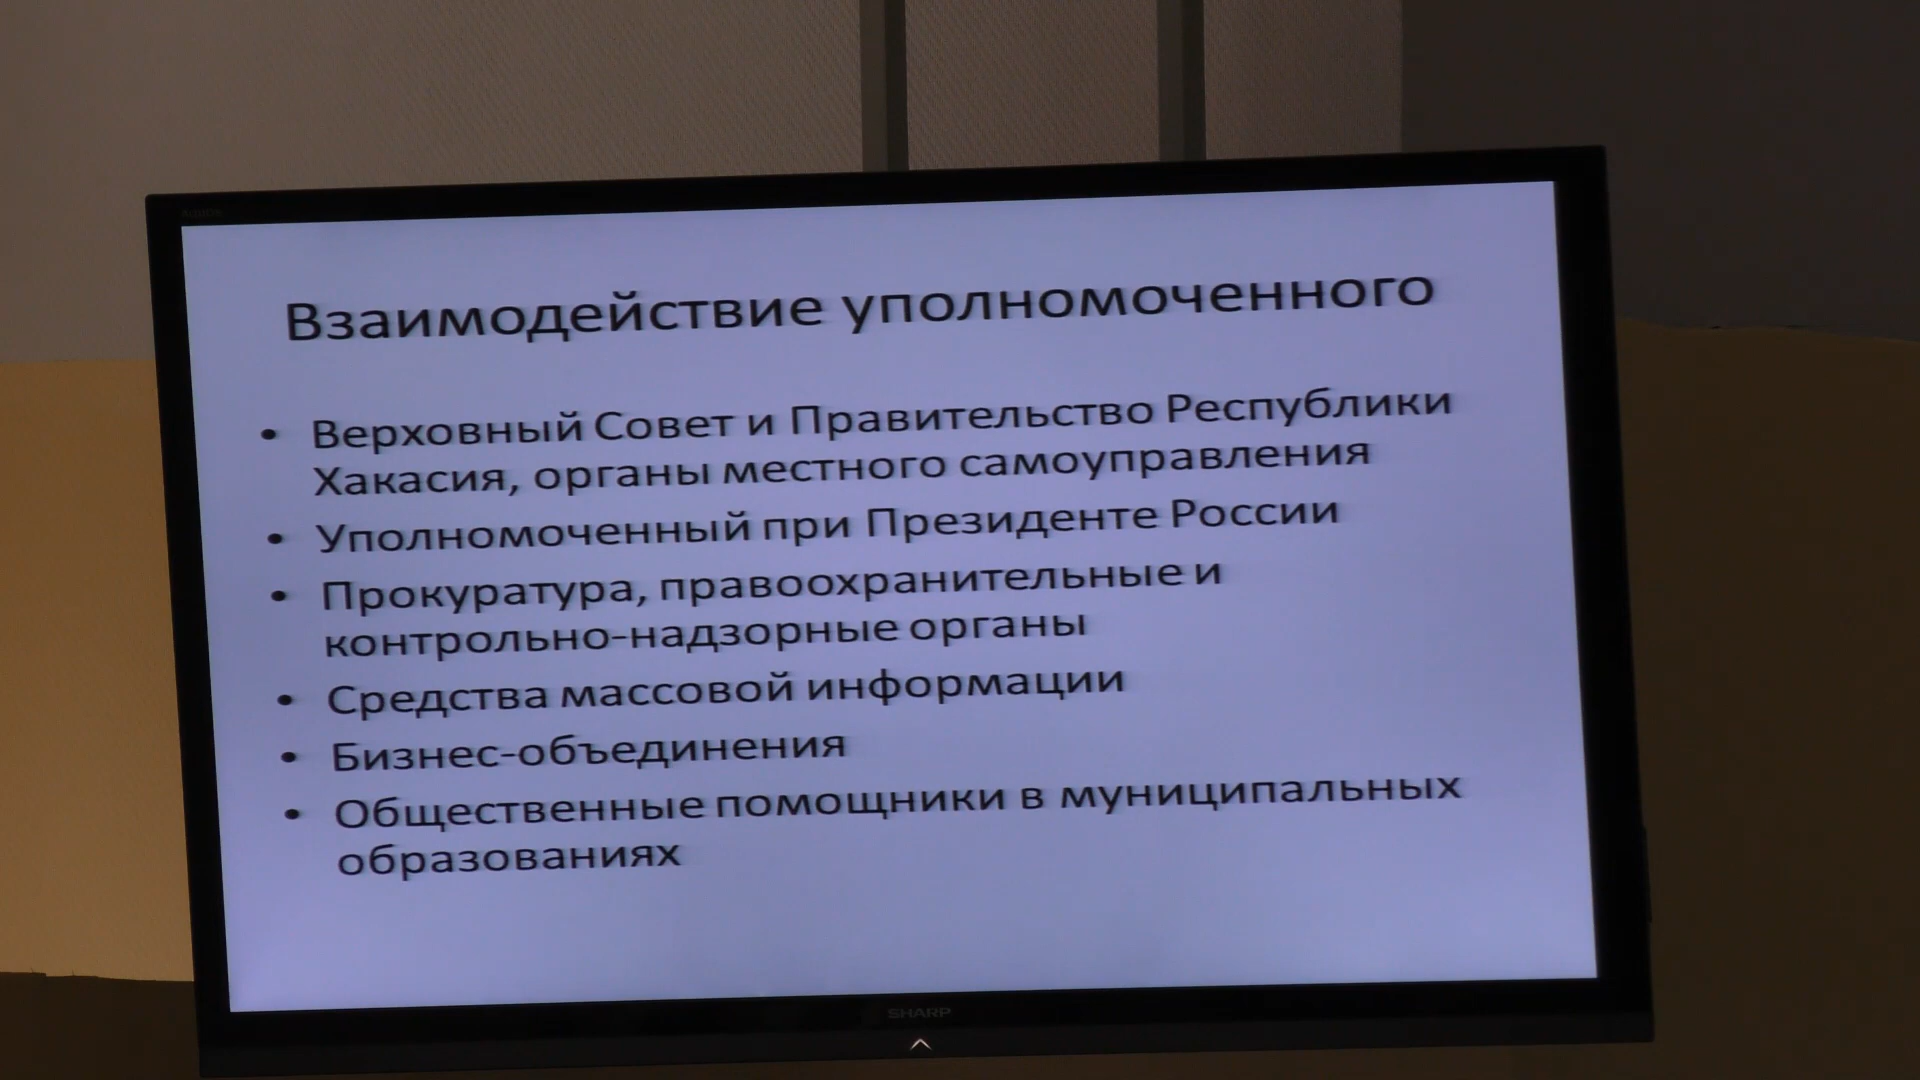 Взаимодействие уполномоченного
• Верховный Совет и Правительство Республики
Хакасия, органы местного самоуправления
• Уполномоченный при Президенте России
• Прокуратура, правоохранительные и
контрольно-надзорные органы
• Средства массовой информации
• Бизнес-объединения
• Общественные помощники в муниципальных
образованиях
SHARP